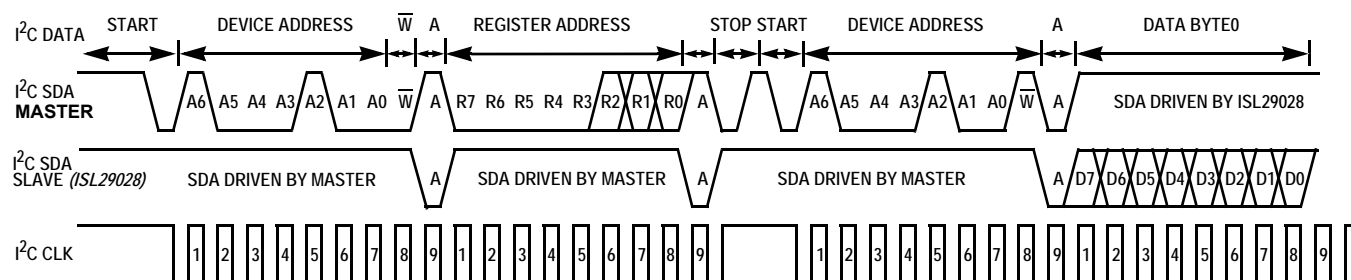 I²C DATA START DEVICE ADDRESS W̅ A REGISTER ADDRESS STOP START DEVICE ADDRESS A DATA BYTE0
I²C SDA MASTER A6 A5 A4 A3 A2 A1 A0 W̅ A R7 R6 R5 R4 R3 R2 R1 R0 A A6 A5 A4 A3 A2 A1 A0 W̅ A SDA DRIVEN BY ISL29028
I²C SDA SLAVE (ISL29028) SDA DRIVEN BY MASTER A SDA DRIVEN BY MASTER A SDA DRIVEN BY MASTER A D7 D6 D5 D4 D3 D2 D1 D0
I²C CLK 1 2 3 4 5 6 7 8 9 1 2 3 4 5 6 7 8 9 1 2 3 4 5 6 7 8 9 1 2 3 4 5 6 7 8 9